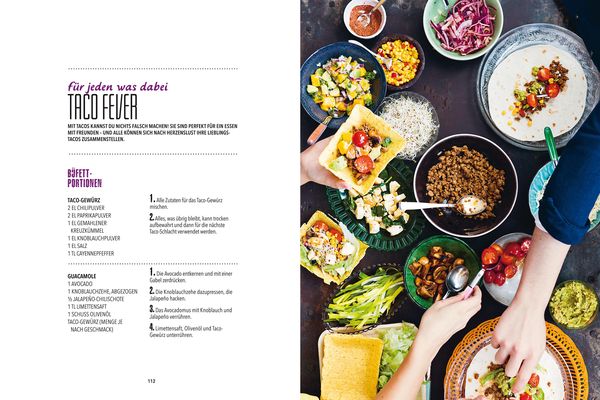 für jeden was dabei
TACO FEVER
MIT TACOS KANNST DU NICHTS FALSCH MACHEN! SIE SIND PERFEKT FÜR EIN ESSEN
MIT FREUNDEN – UND ALLE KÖNNEN SICH NACH HERZENSLUST IHRE LIEBLINGS-
TACOS ZUSAMMENSTELLEN.
BÜFETT-
PORTIONEN
TACO-GEWÜRZ
2 EL CHILIPULVER
2 EL PAPRIKAPULVER
1 EL GEMAHLENER
KREUZKÜMMEL
1 EL KNOBLAUCHPULVER
1 EL SALZ
1 TL CAYENNEPFEFFER
1. Alle Zutaten für das Taco-Gewürz
mischen.
2. Alles, was übrig bleibt, kann trocken
aufbewahrt und dann für die nächste
Taco-Schlacht verwendet werden.
GUACAMOLE
1 AVOCADO
1 KNOBLAUCHZEHE, ABGEZOGEN
½ JALAPEÑO-CHILISCHOTE
1 TL LIMETTENSAFT
1 SCHUSS OLIVENÖL
TACO-GEWÜRZ (MENGE JE
NACH GESCHMACK)
1. Die Avocado entkernen und mit einer
Gabel zerdrücken.
2. Die Knoblauchzehe dazupressen, die
Jalapeño hacken.
3. Das Avocadomus mit Knoblauch und
Jalapeño verrühren.
4. Limettensaft, Olivenöl und Taco-
Gewürz unterrühren.
112